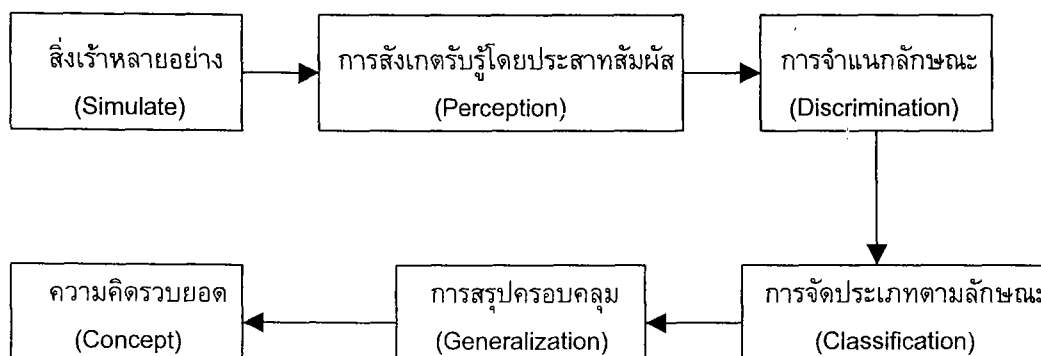 สิ่งเร้าหลายอย่าง
(Simulate)
การสังเกตรับรู้โดยประสาทสัมผัส
(Perception)
การจำแนกลักษณะ
(Discrimination)
ความคิดรวบยอด
(Concept)
การสรุปครอบคลุม
(Generalization)
การจัดประเภทตามลักษณะ
(Classification)